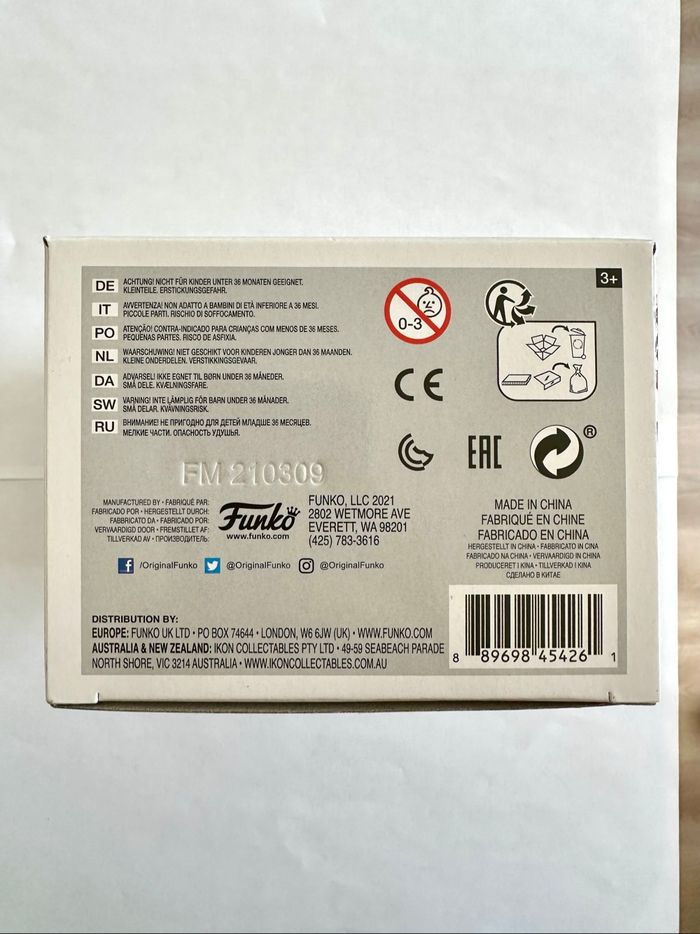 3+
DE ACHTUNG! NICHT FÜR KINDER UNTER 36 MONATEN GEEIGNET.
KLEINTEILE. ERSTICKUNGSGEFAHR.
IT AVVERTENZA! NON ADATTO A BAMBINI DI ETÀ INFERIORE A 36 MESI.
PICCOLE PARTI. RISCHIO DI SOFFOCAMENTO.
PO ATENÇÃO! CONTRA-INDICADO PARA CRIANÇAS COM MENOS DE 36 MESES.
PEQUENAS PARTES. RISCO DE ASFIXIA.
NL WAARSCHUWING! NIET GESCHIKT VOOR KINDEREN JONGER DAN 36 MAANDEN.
KLEINE ONDERDELEN. VERSTIKKINGSGEVAAR.
DA ADVARSEL! IKKE EGNET TIL BØRN UNDER 36 MÅNEDER.
SMÅ DELE. KVÆLNINGSFARE.
SW VARNING! INTE LÄMPLIG FÖR BARN UNDER 36 MÅNADER.
SMÅ DELAR. KVÄVNINGSRISK.
RU ВНИМАНИЕ! НЕ ПРИГОДНО ДЛЯ ДЕТЕЙ МЛАДШЕ 36 МЕСЯЦЕВ.
МЕЛКИЕ ЧАСТИ. ОПАСНОСТЬ УДУШЬЯ.
0-3
CE
EAC
®
FM 210309
MANUFACTURED BY • FABRIQUÉ PAR:
FABRICADO POR • HERGESTELLT DURCH:
FABBRICATO DA • FABRICADO POR:
VERVAARDIGD DOOR • FREMSTILLET AF:
TILLVERKAD AV • ПРОИЗВОДИТЕЛЬ:
Funko
www.funko.com
FUNKO, LLC 2021
2802 WETMORE AVE
EVERETT, WA 98201
(425) 783-3616
MADE IN CHINA
FABRIQUÉ EN CHINE
FABRICADO EN CHINA
HERGESTELLT IN CHINA • FABBRICATO IN CINA
FABRICADO NA CHINA • VERVAARDIGD IN CHINA
PRODUCERET I KINA • TILLVERKAD I KINA
СДЕЛАНО В КИТАЕ
/OriginalFunko @OriginalFunko @OriginalFunko
DISTRIBUTION BY:
EUROPE: FUNKO UK LTD • PO BOX 74644 • LONDON, W6 6JW (UK) • WWW.FUNKO.COM
AUSTRALIA & NEW ZEALAND: IKON COLLECTABLES PTY LTD • 49-59 SEABEACH PARADE
NORTH SHORE, VIC 3214 AUSTRALIA • WWW.IKONCOLLECTABLES.COM.AU
8 89698 45426 1